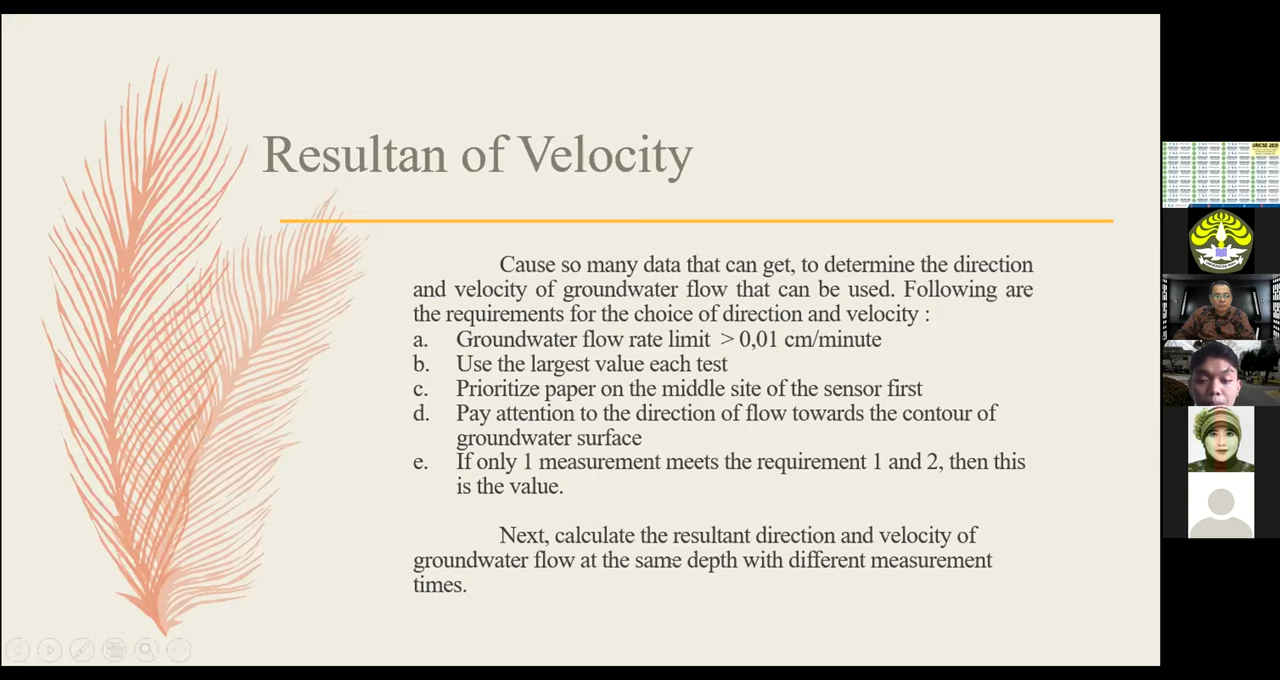 Resultan of Velocity
Cause so many data that can get, to determine the direction
and velocity of groundwater flow that can be used. Following are
the requirements for the choice of direction and velocity :
a. Groundwater flow rate limit > 0,01 cm/minute
b. Use the largest value each test
c. Prioritize paper on the middle site of the sensor first
d. Pay attention to the direction of flow towards the contour of
groundwater surface
e. If only 1 measurement meets the requirement 1 and 2, then this
is the value.
Next, calculate the resultant direction and velocity of
groundwater flow at the same depth with different measurement
times.
URICSE-2020